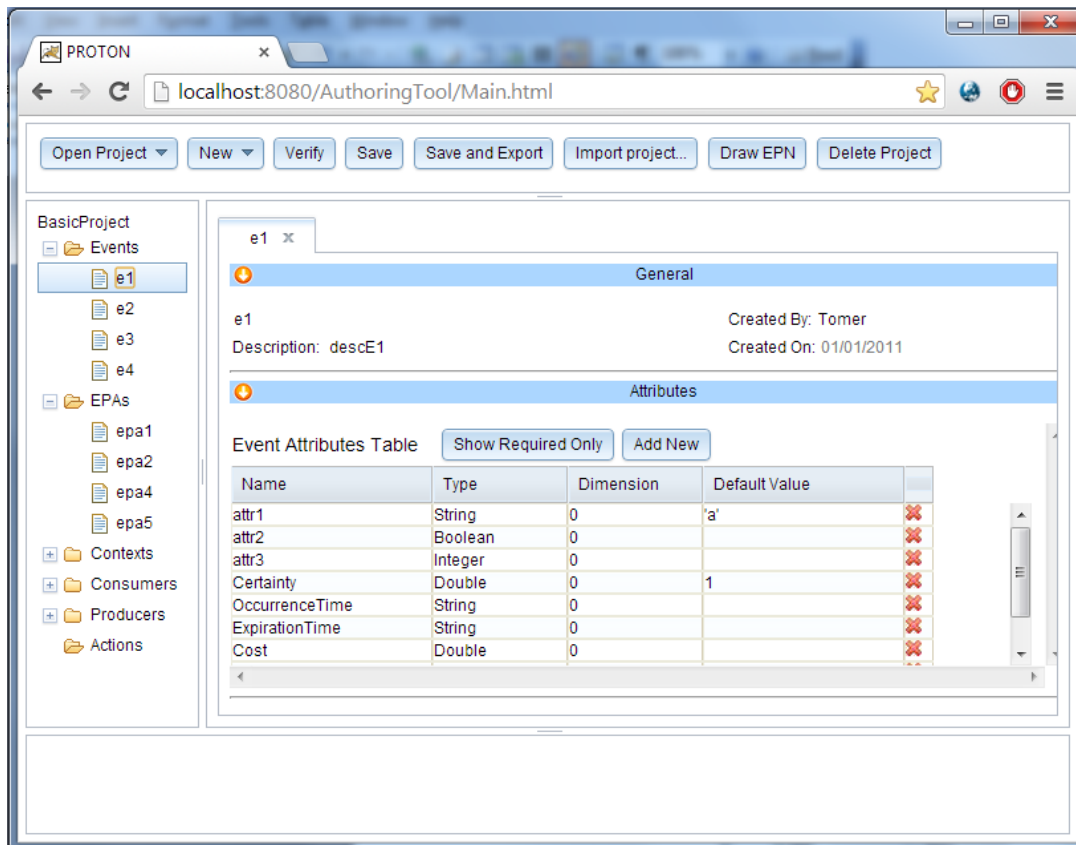 PROTON
localhost:8080/AuthoringTool/Main.html
Open Project New Verify Save Save and Export Import project... Draw EPN Delete Project
BasicProject
Events
e1
e2
e3
e4
EPAs
epa1
epa2
epa4
epa5
Contexts
Consumers
Producers
Actions
e1
General
e1 Created By: Tomer
Description: descE1 Created On: 01/01/2011
Attributes
Event Attributes Table Show Required Only Add New
Name Type Dimension Default Value
attr1 String 0 'a'
attr2 Boolean 0
attr3 Integer 0
Certainty Double 0 1
OccurrenceTime String 0
ExpirationTime String 0
Cost Double 0